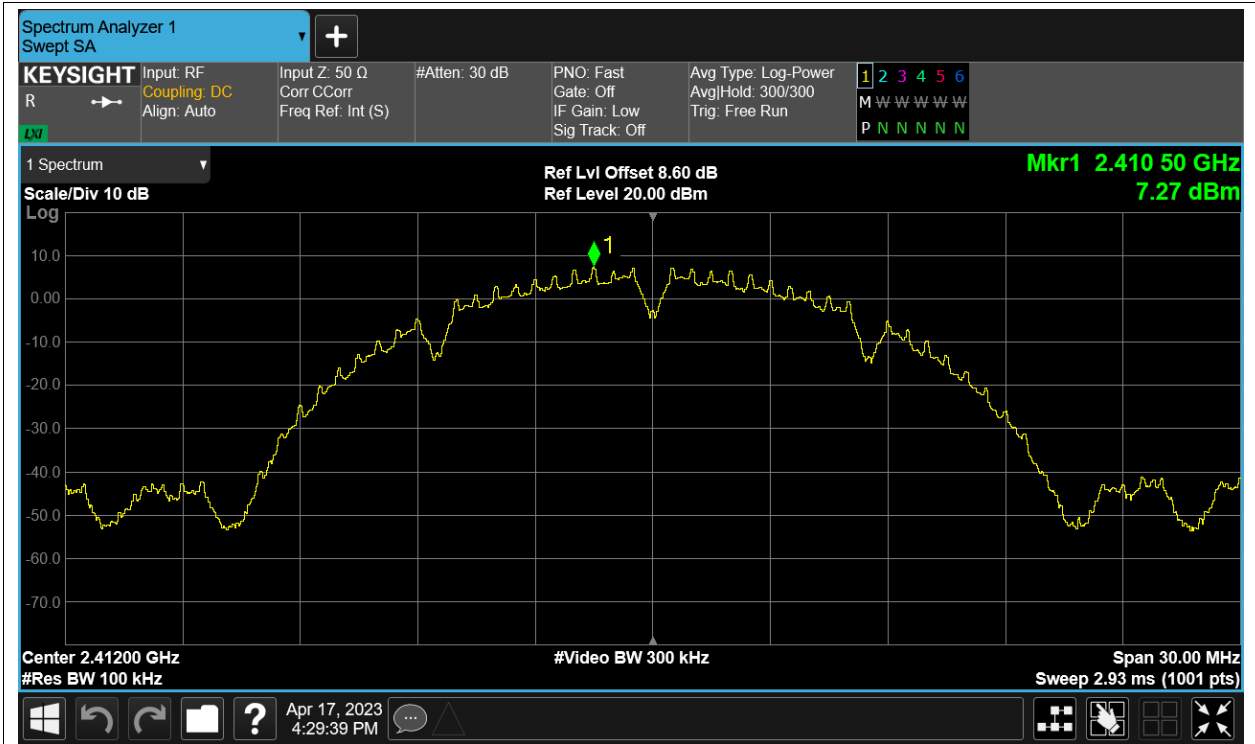 Spectrum Analyzer 1
Swept SA
+
KEYSIGHT
R
LXI
Input: RF
Coupling: DC
Align: Auto
Input Z: 50 Ω
Corr CCorr
Freq Ref: Int (S)
#Atten: 30 dB
PNO: Fast
Gate: Off
IF Gain: Low
Sig Track: Off
Avg Type: Log-Power
Avg|Hold: 300/300
Trig: Free Run
1 2 3 4 5 6
M W W W W W
P N N N N N
1 Spectrum
Scale/Div 10 dB
Log
Ref Lvl Offset 8.60 dB
Ref Level 20.00 dBm
Mkr1 2.410 50 GHz
7.27 dBm
1
10.0
0.00
-10.0
-20.0
-30.0
-40.0
-50.0
-60.0
-70.0
Center 2.41200 GHz
#Res BW 100 kHz
#Video BW 300 kHz
Span 30.00 MHz
Sweep 2.93 ms (1001 pts)
?
Apr 17, 2023
4:29:39 PM